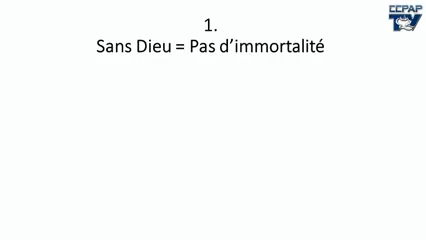 1.
Sans Dieu = Pas d’immortalité
CCPAP
TV